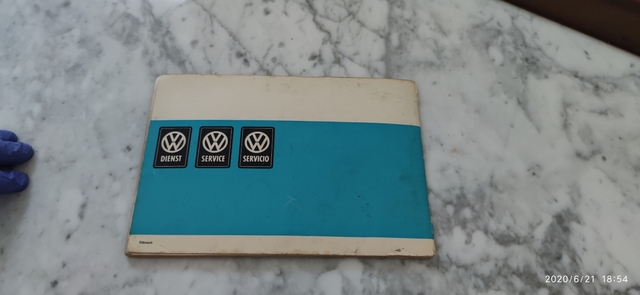 DIENST
SERVICE
SERVICIO
2020/6/21 18:54